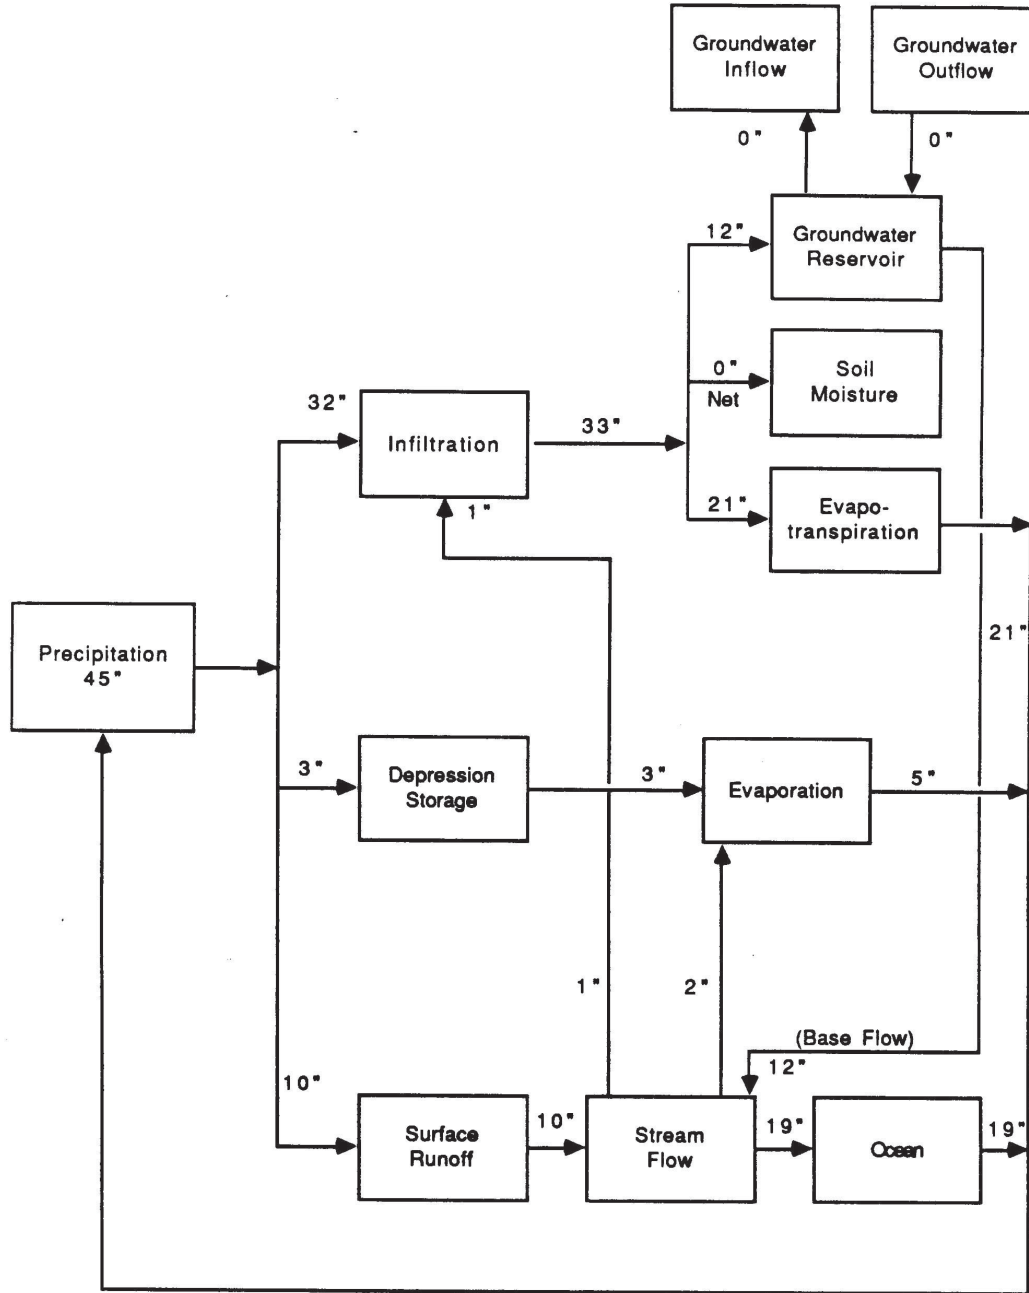 Groundwater
Inflow
Groundwater
Outflow
0"
0"
12"
Groundwater
Reservoir
0"
Net
Soil
Moisture
32"
Infiltration
33"
1"
21"
Evapo-
transpiration
Precipitation
45"
21"
3"
Depression
Storage
3"
Evaporation
5"
1"
2"
(Base Flow)
12"
10"
Surface
Runoff
10"
Stream
Flow
19"
Ocean
19"